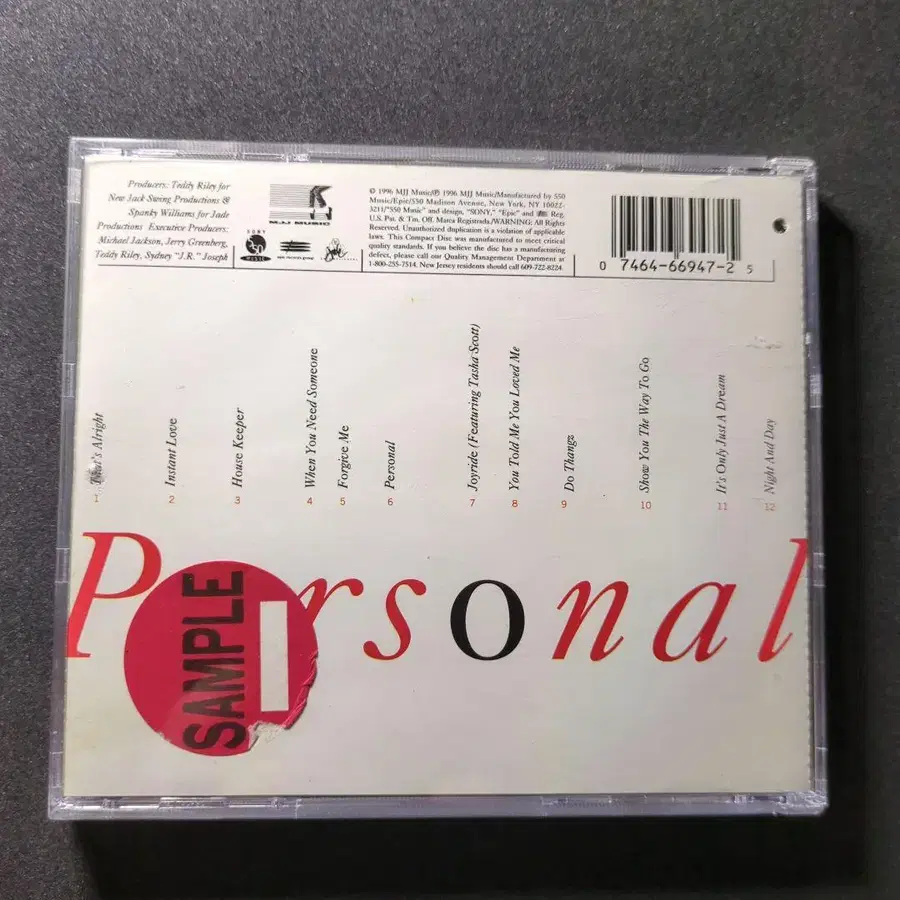 Producers: Teddy Riley for
New Jack Swing Productions &
Spanky Williams for Jade
Productions Executive Producers:
Michael Jackson, Jerry Greenberg,
Teddy Riley, Sydney "J.R." Joseph
MJJ MUSIC
SONY
550
MUSIC
© 1996 MJJ Music/℗ 1996 MJJ Music/Manufactured by 550
Music/Epic/550 Madison Avenue, New York, NY 10022-
3211/"550 Music" and design, "SONY," "Epic" and Reg.
U.S. Pat. & Tm. Off. Marca Registrada./WARNING: All Rights
Reserved. Unauthorized duplication is a violation of applicable
laws. This Compact Disc was manufactured to meet critical
quality standards. If you believe the disc has a manufacturing
defect, please call our Quality Management Department at
1-800-255-7514. New Jersey residents should call 609-722-8224.
0 7464-66947-2 5
That's Alright
1
Instant Love
2
House Keeper
3
When You Need Someone
4
Forgive Me
5
Personal
6
Joyride (Featuring Tasha Scott)
7
You Told Me You Loved Me
8
Do Thangz
9
Show You The Way To Go
10
It's Only Just A Dream
11
Night And Day
12
Personal
SAMPLE